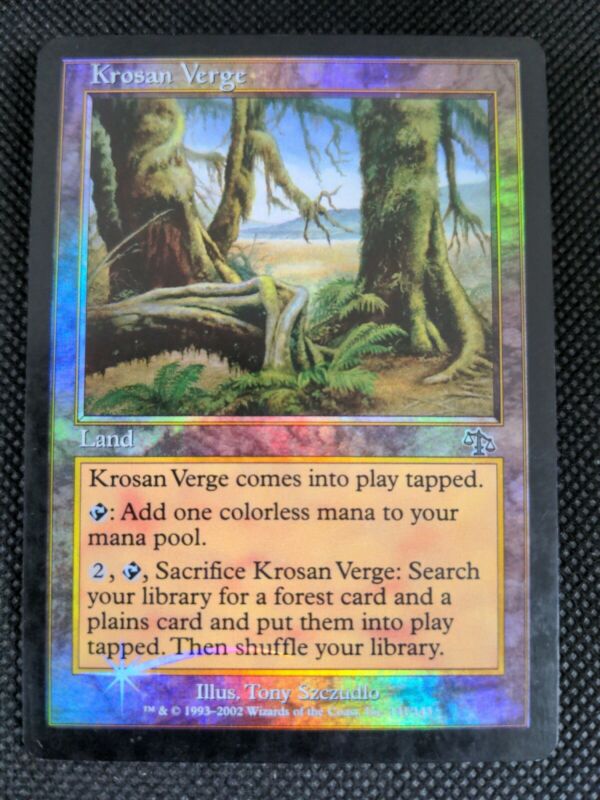 Krosan Verge
Land
Krosan Verge comes into play tapped.
: Add one colorless mana to your
mana pool.
2, , Sacrifice Krosan Verge: Search
your library for a forest card and a
plains card and put them into play
tapped. Then shuffle your library.
Illus. Tony Szczudlo
™ & © 1993–2002 Wizards of the Coast, Inc.